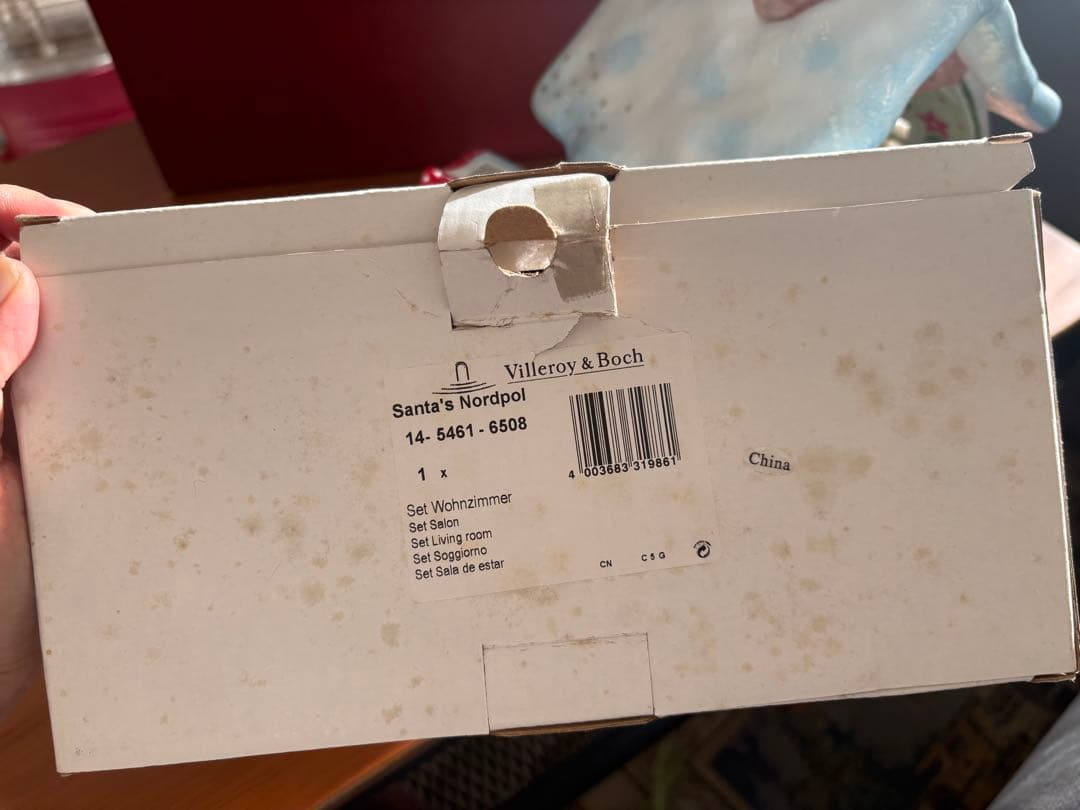 Villeroy & Boch
Santa's Nordpol
14- 5461 - 6508
1 x
4 003683 319861
Set Wohnzimmer
Set Salon
Set Living room
Set Soggiorno
Set Sala de estar
CN C 5 G
China